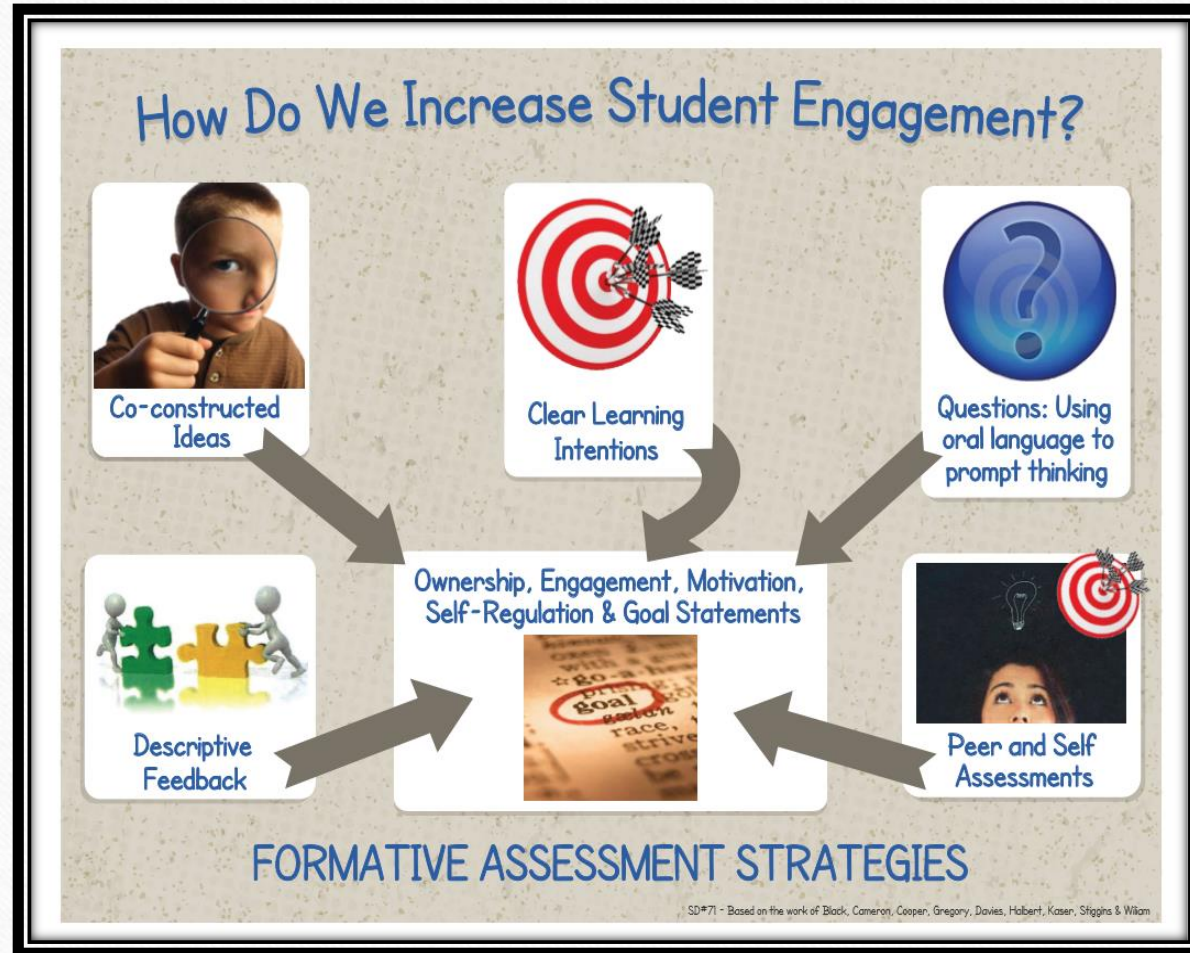 How Do We Increase Student Engagement?
Co-constructed
Ideas
Clear Learning
Intentions
Questions: Using
oral language to
prompt thinking
Descriptive
Feedback
Ownership, Engagement, Motivation,
Self-Regulation & Goal Statements
goal
race,
strive
Peer and Self
Assessments
FORMATIVE ASSESSMENT STRATEGIES
SD#71 - Based on the work of Black, Cameron, Cooper, Gregory, Davies, Halbert, Kaser, Stiggins & Wiliam